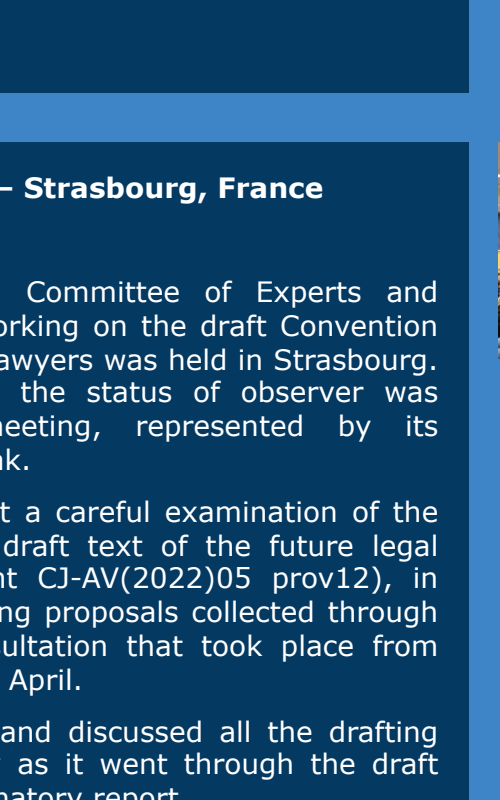 – Strasbourg, France
Committee of Experts and
orking on the draft Convention
awyers was held in Strasbourg.
the status of observer was
eeting, represented by its
nk.
t a careful examination of the
draft text of the future legal
nt CJ-AV(2022)05 prov12), in
ng proposals collected through
ultation that took place from
April.
and discussed all the drafting
as it went through the draft
natory report